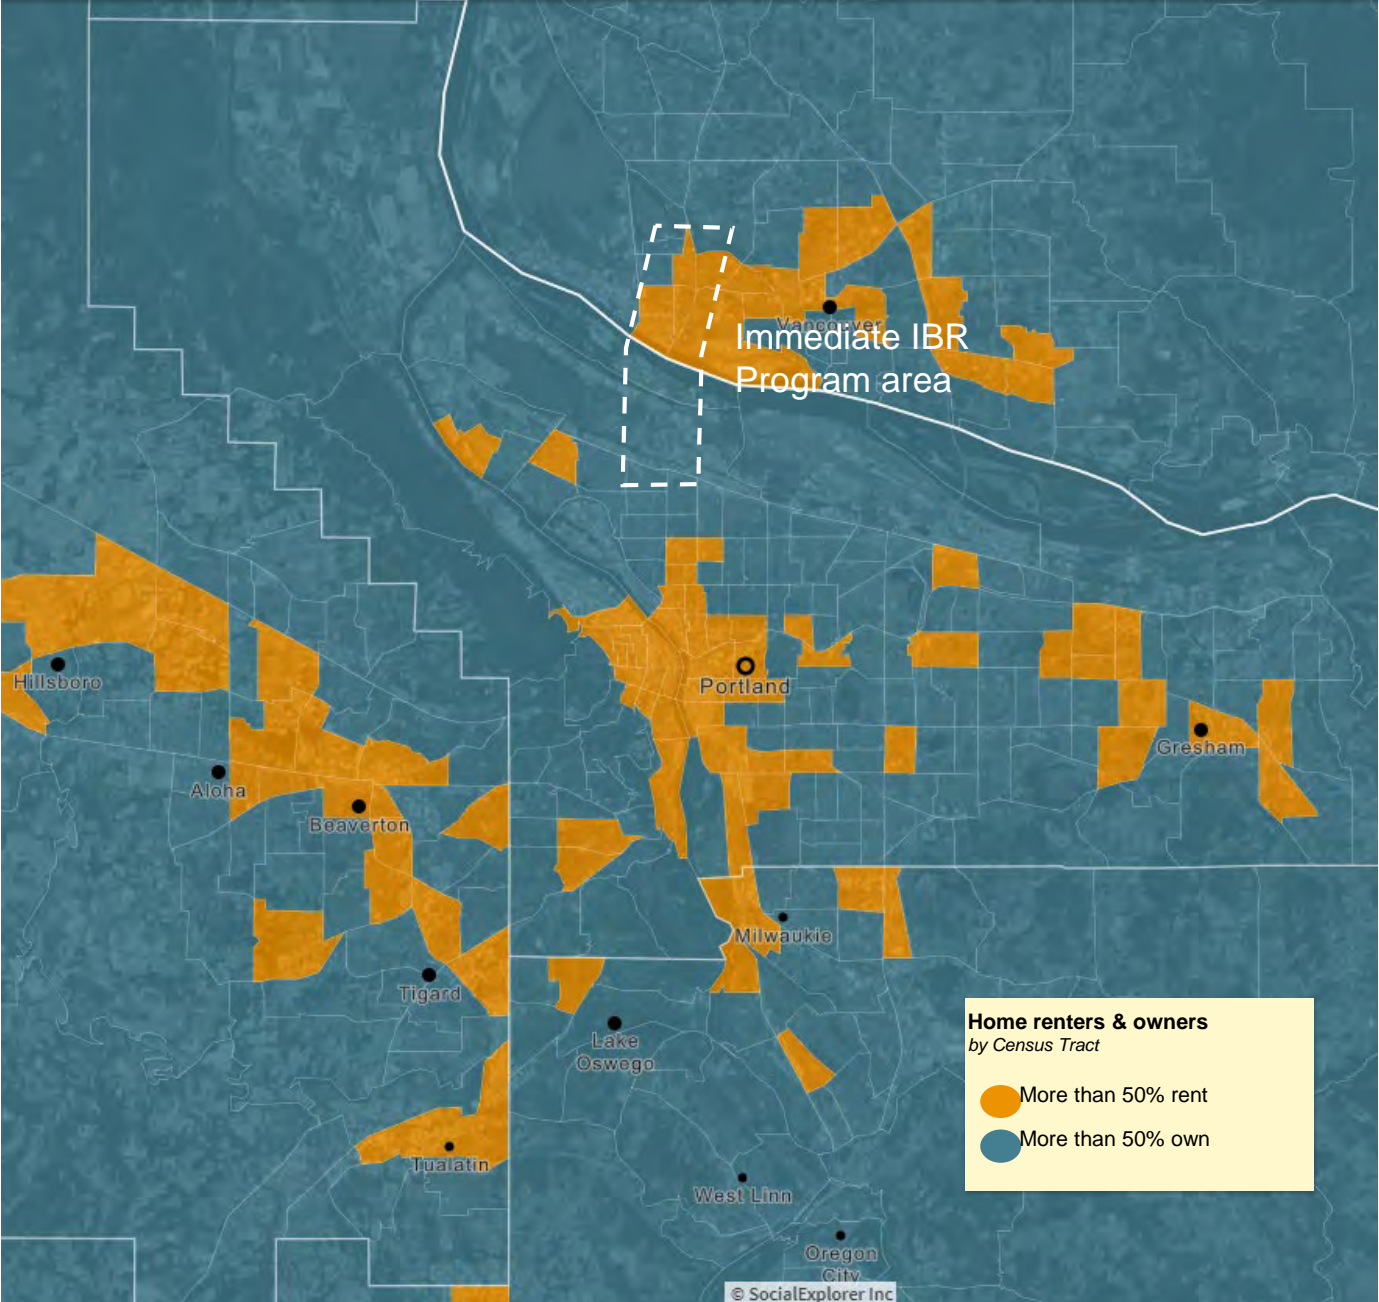 Vancouver
Immediate IBR
Program area
Hillsboro
Portland
Gresham
Aloha
Beaverton
Milwaukie
Tigard
Lake
Oswego
Home renters & owners
by Census Tract
More than 50% rent
More than 50% own
Tualatin
West Linn
Oregon
City
© SocialExplorer Inc